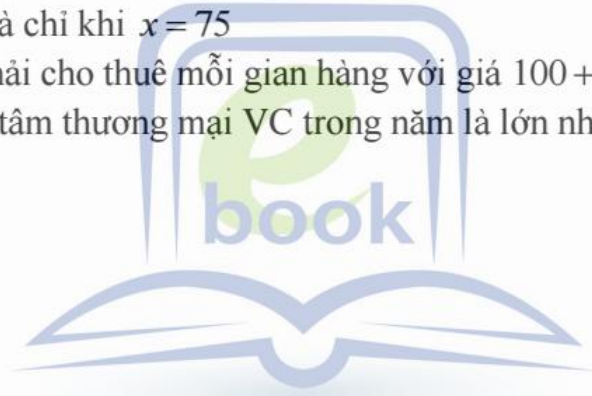 à chỉ khi x = 75
ải cho thuê mỗi gian hàng với giá 100 +
tâm thương mại VC trong năm là lớn nh
e
book